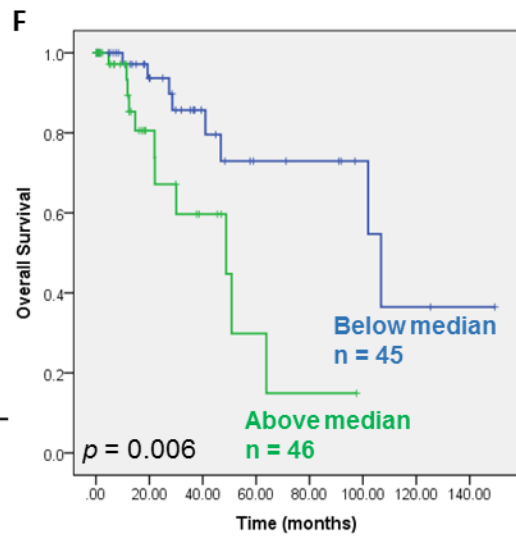 F
1.0
0.8
0.6
0.4
0.2
0.0
Overall Survival
Below median
n = 45
Above median
n = 46
p = 0.006
.00 20.00 40.00 60.00 80.00 100.00 120.00 140.00
Time (months)